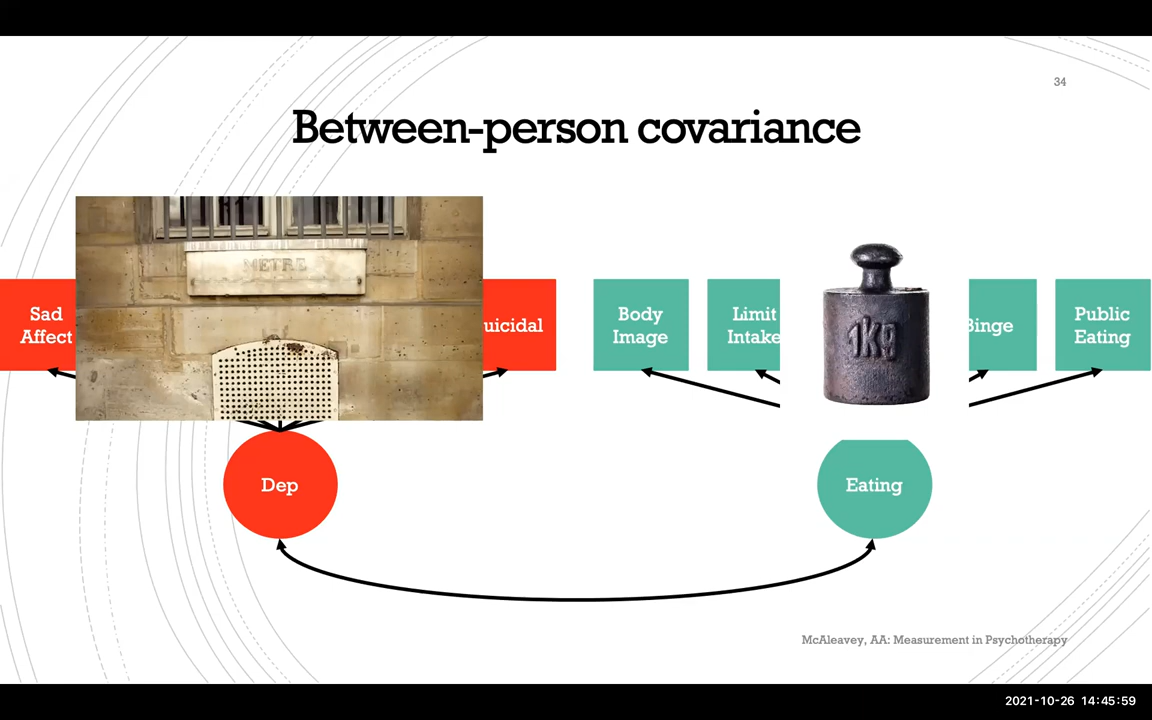 34
Between-person covariance
METRE
Sad
Affect
uicidal
Body
Image
Limit
Intake
1kg
Binge
Public
Eating
Dep
Eating
McAleavey, AA: Measurement in Psychotherapy
2021-10-26 14:45:59